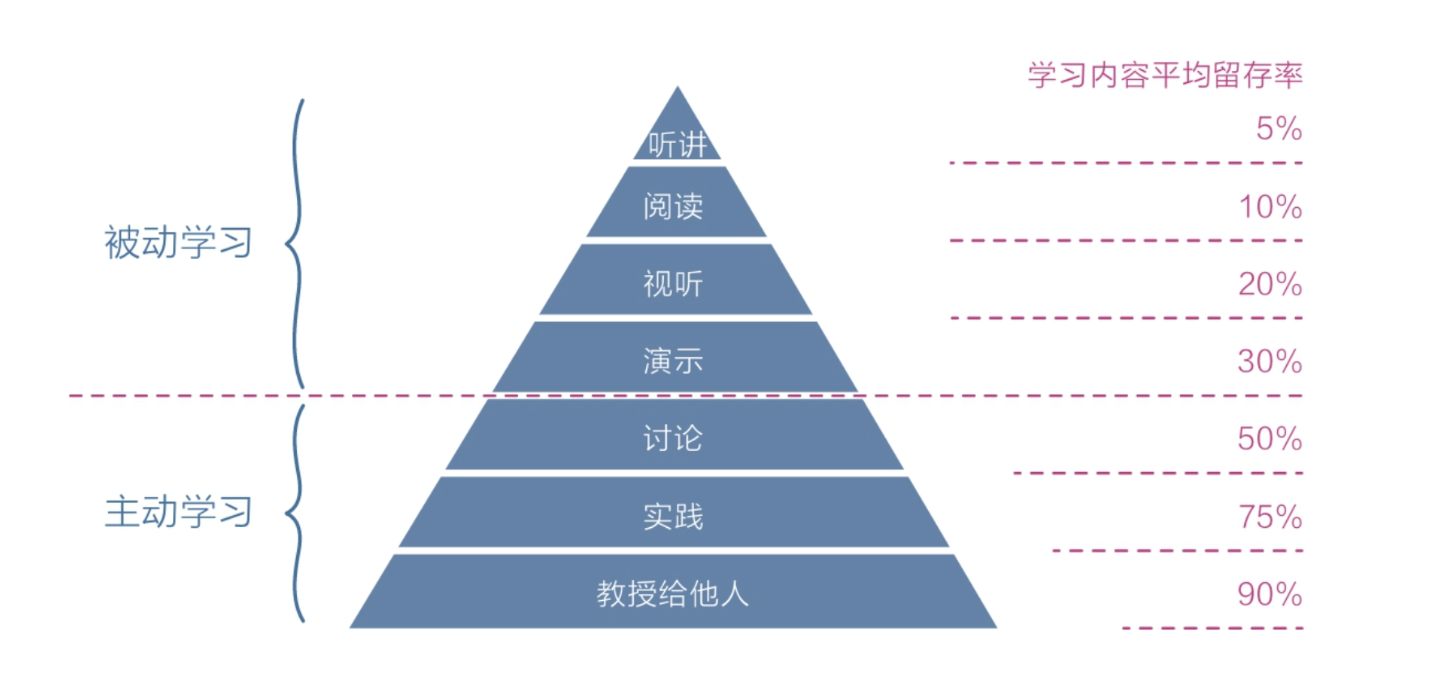 学习内容平均留存率
听讲
5%
阅读
10%
被动学习
视听
20%
演示
30%
讨论
50%
主动学习
实践
75%
教授给他人
90%